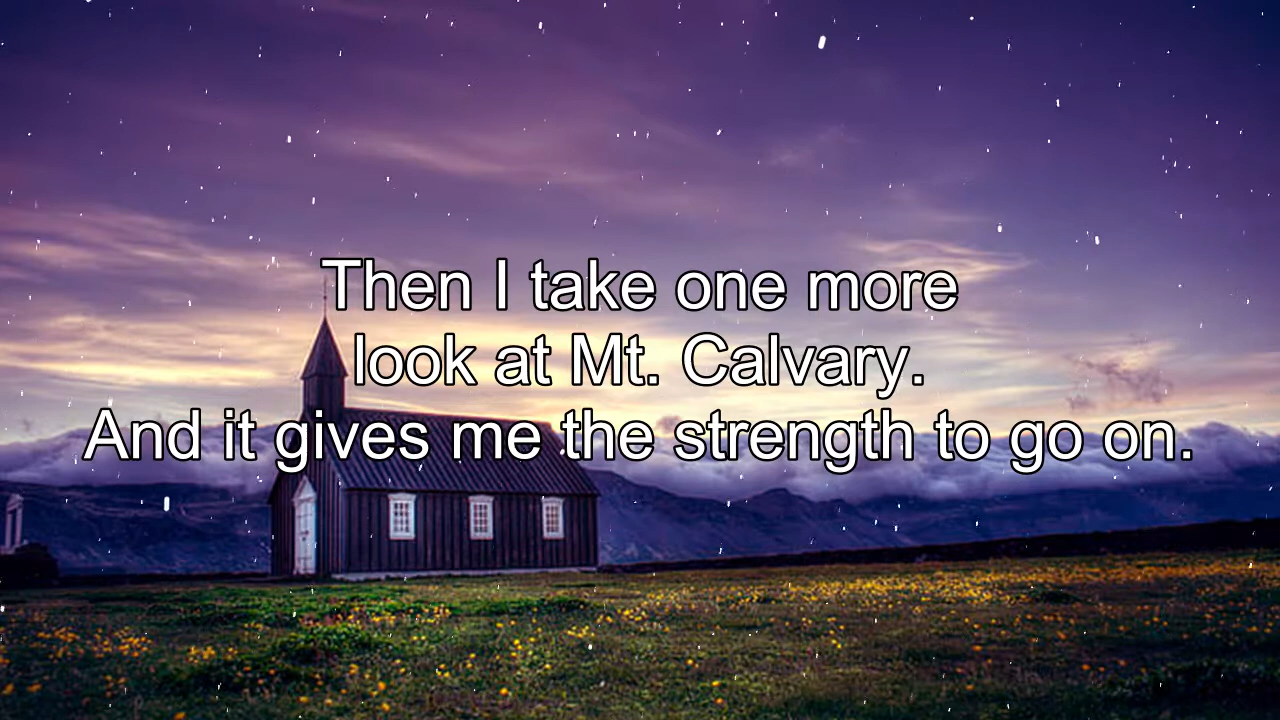 Then I take one more
look at Mt. Calvary.
And it gives me the strength to go on.